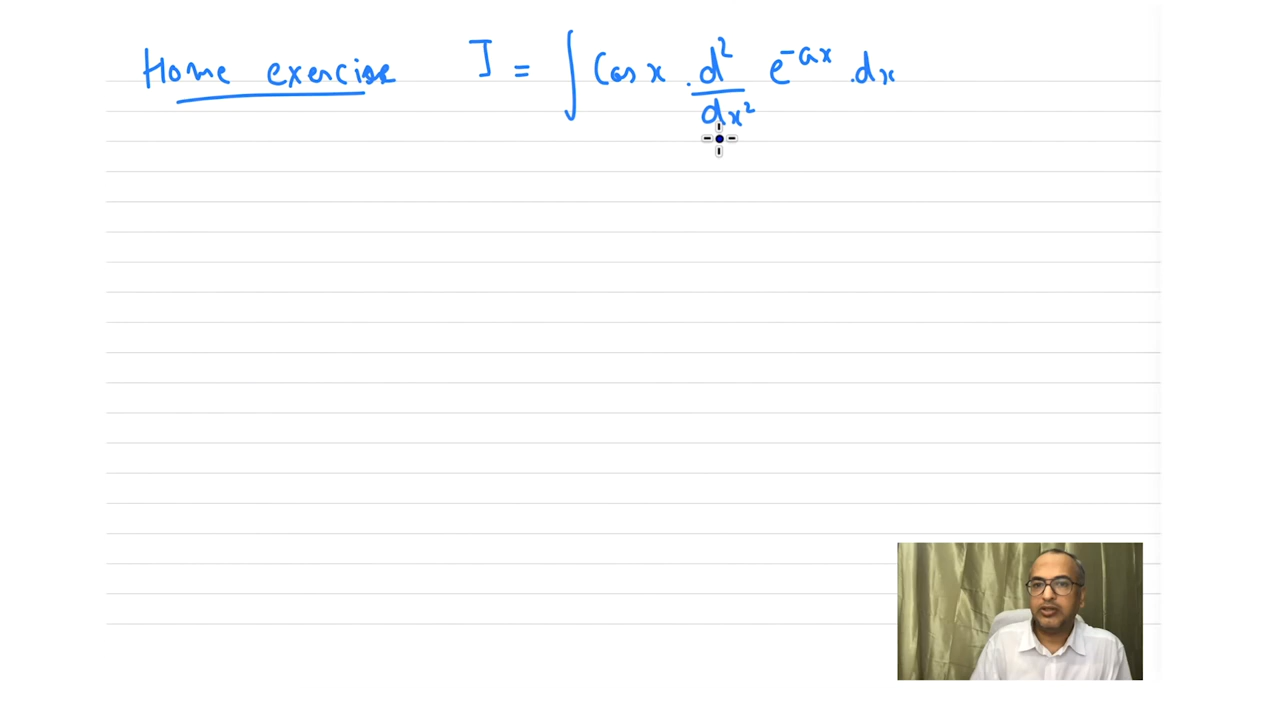 Home exercise I = ∫ Cos x . d²/dx² e^-ax . dx